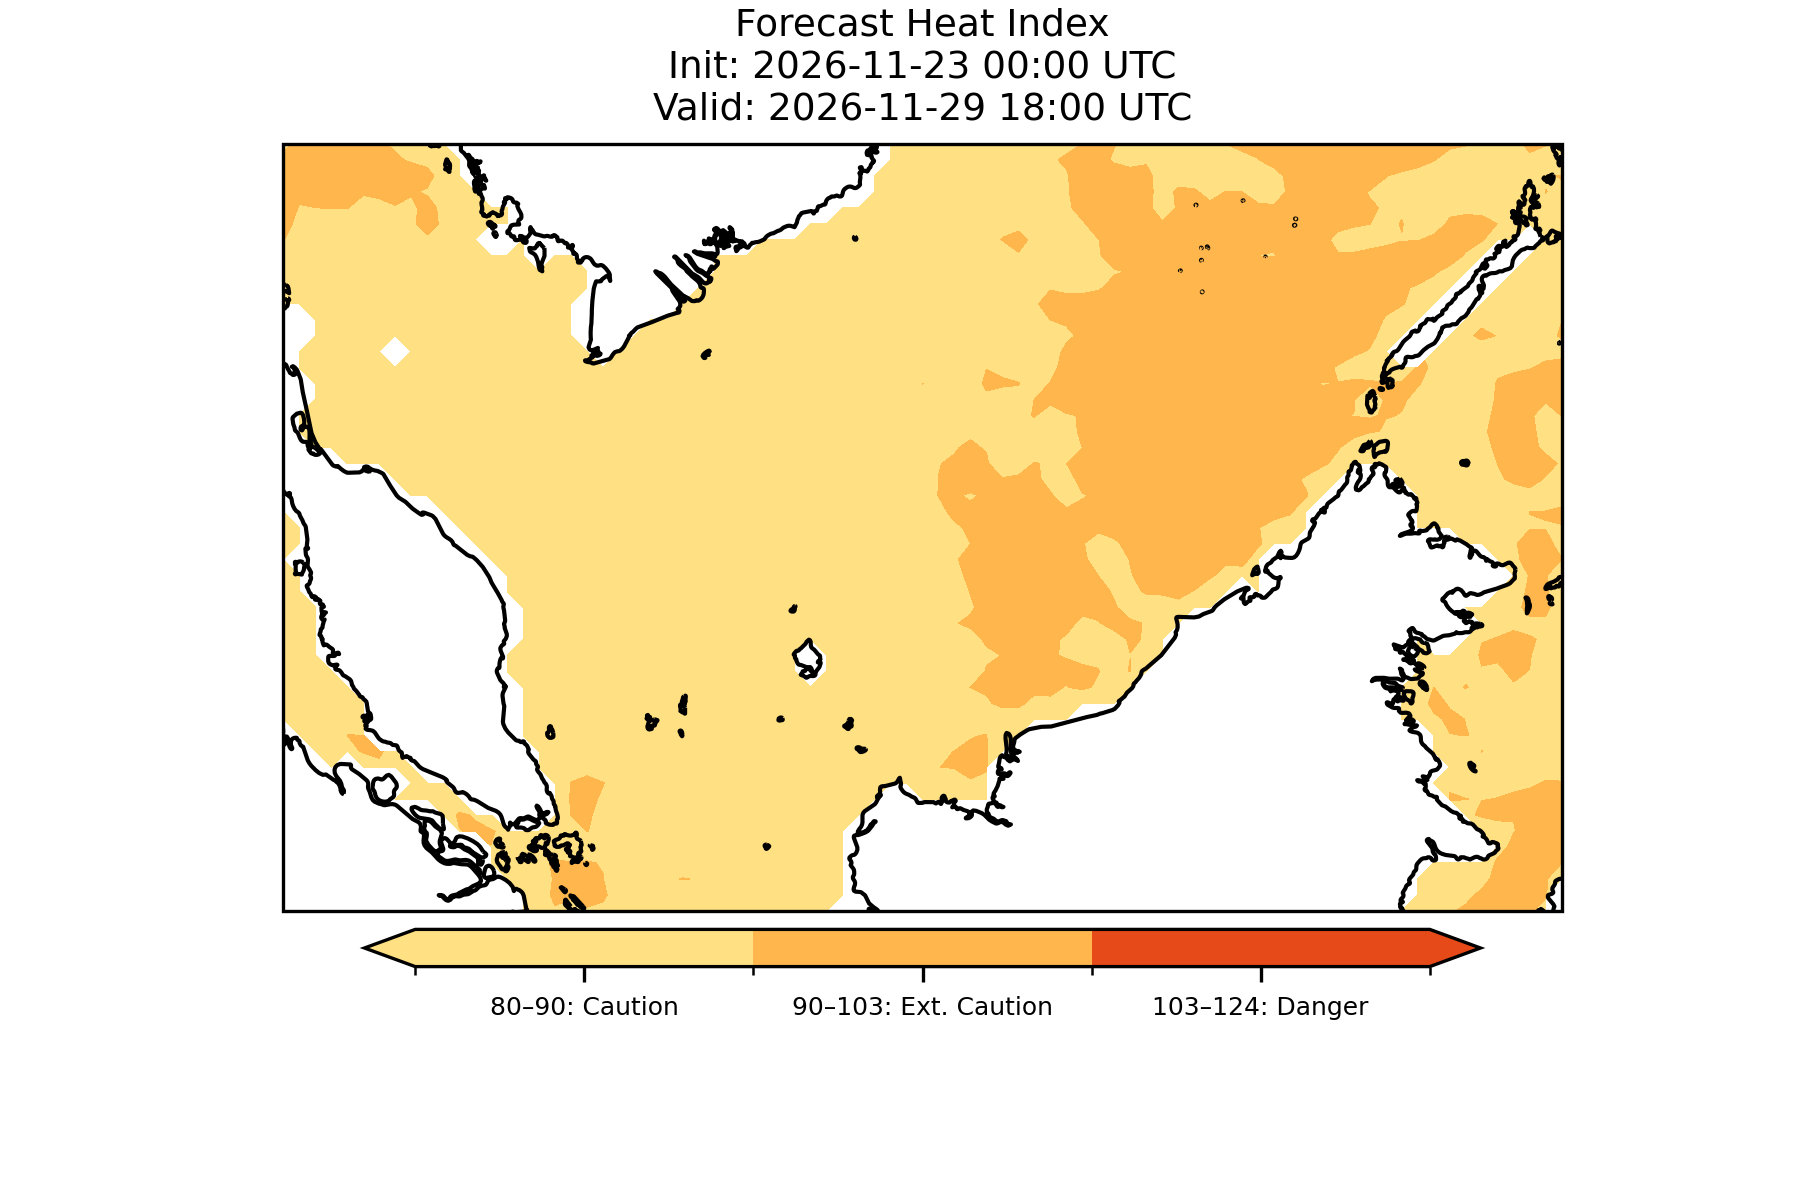 Forecast Heat Index
Init: 2026-11-23 00:00 UTC
Valid: 2026-11-29 18:00 UTC
80–90: Caution
90–103: Ext. Caution
103–124: Danger